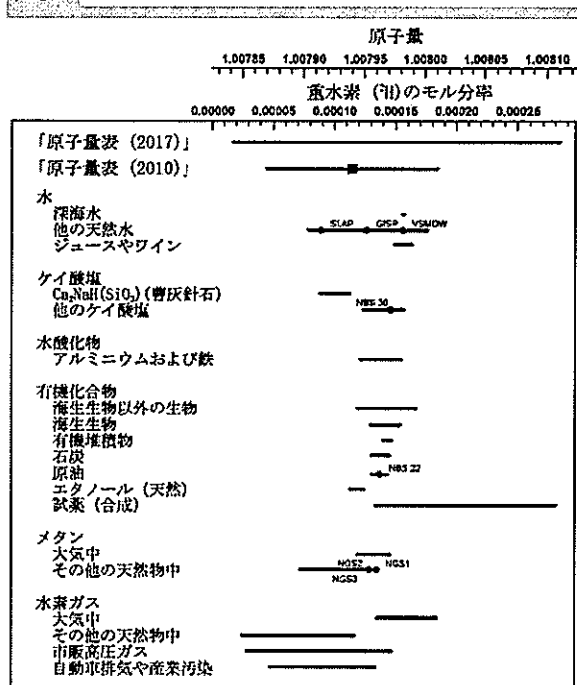 原子量
1.00785 1.00790 1.00795 1.00800 1.00805 1.00810
重水素 (²H)のモル分率
0.00000 0.00005 0.00010 0.00015 0.00020 0.00025
「原子量表 (2017)」
「原子量表 (2010)」
水
深海水
他の天然水 SLAP GISP VSMOW
ジュースやワイン
ケイ酸塩
Ca₂NaH(SiO₃) (曹灰針石)
他のケイ酸塩 NBS 30
水酸化物
アルミニウムおよび鉄
有機化合物
海生生物以外の生物
海生生物
有機堆積物
石炭
原油 NBS 22
エタノール (天然)
試薬 (合成)
メタン
大気中
その他の天然物中 NGS2 NGS1
NGS3
水素ガス
大気中
その他の天然物中
市販高圧ガス
自動車排気や産業汚染